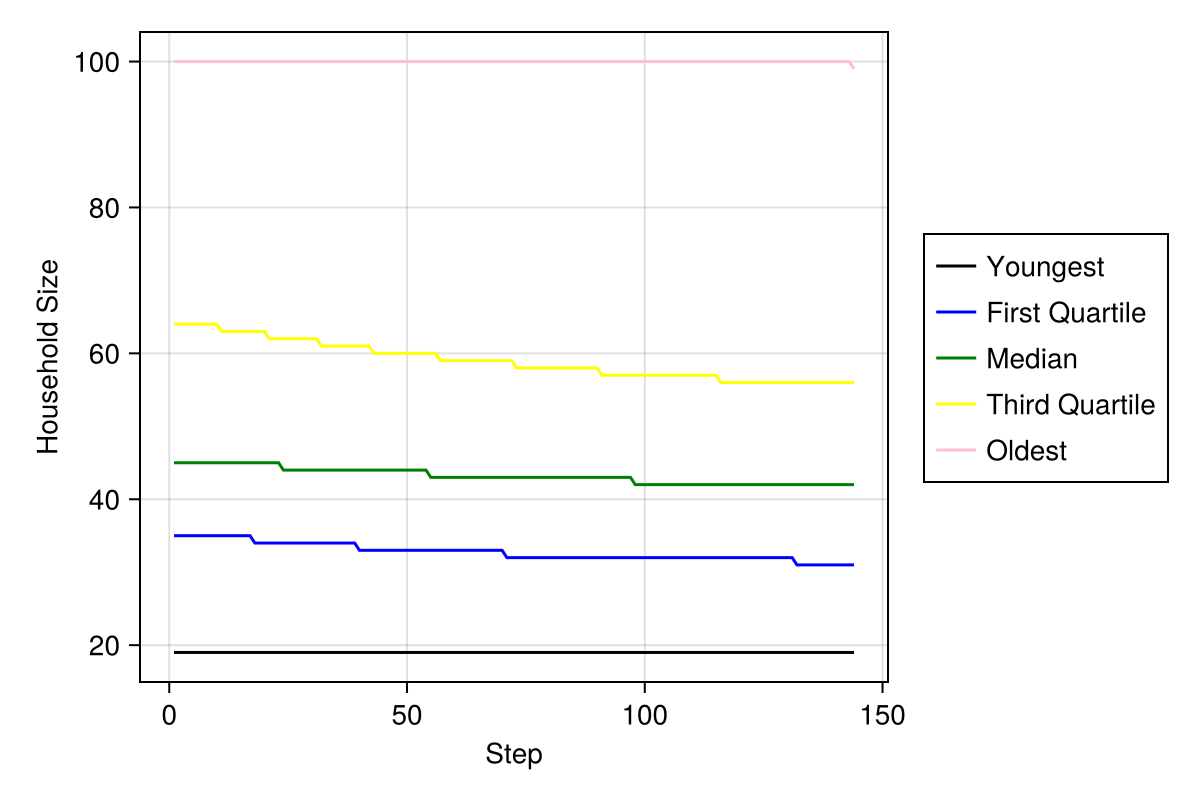 100
80
60
40
20
Household Size
0
50
100
150
Step
Youngest
First Quartile
Median
Third Quartile
Oldest